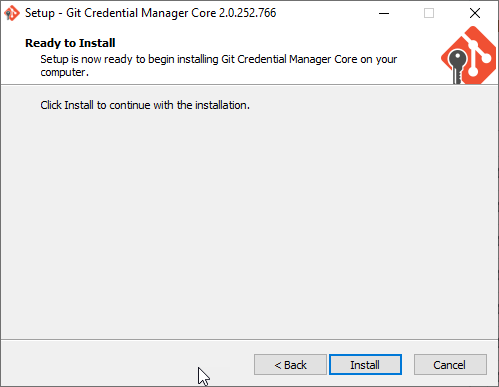 Setup - Git Credential Manager Core 2.0.252.766
Ready to Install
Setup is now ready to begin installing Git Credential Manager Core on your
computer.
Click Install to continue with the installation.
< Back
Install
Cancel